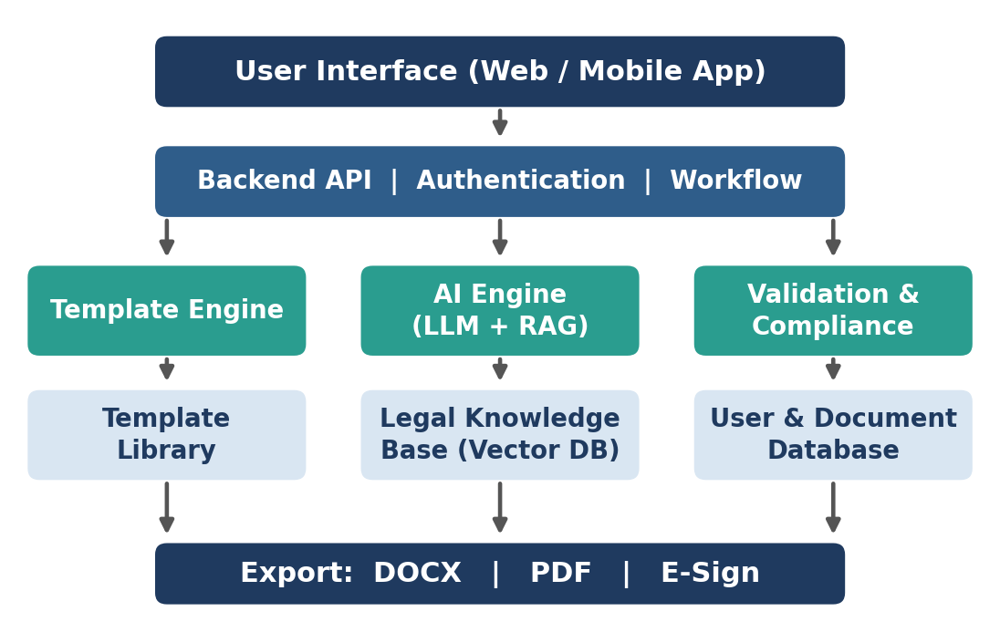 User Interface (Web / Mobile App)
Backend API | Authentication | Workflow
Template Engine
AI Engine
(LLM + RAG)
Validation &
Compliance
Template
Library
Legal Knowledge
Base (Vector DB)
User & Document
Database
Export: DOCX | PDF | E-Sign